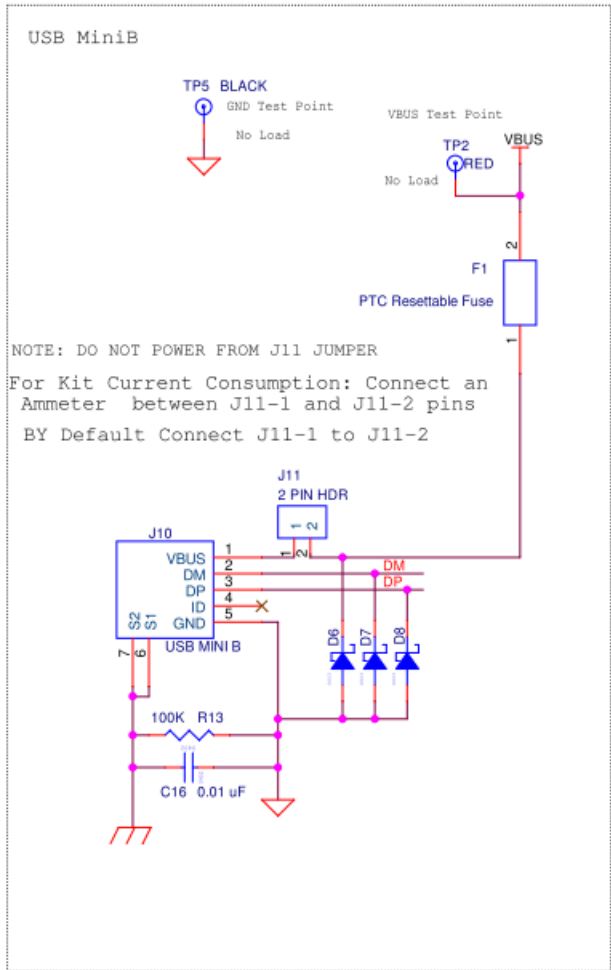 USB MiniB
TP5 BLACK
GND Test Point
No Load
VBUS Test Point
VBUS
TP2
RED
No Load
2
F1
PTC Resettable Fuse
1
NOTE: DO NOT POWER FROM J11 JUMPER
For Kit Current Consumption: Connect an
Ammeter between J11-1 and J11-2 pins
BY Default Connect J11-1 to J11-2
J11
2 PIN HDR
1 2
1 2
J10
VBUS 1
DM 2
DP 3
ID 4
GND 5
S2 S1
7 6
USB MINI B
DM
DP
D6 D7 D8
100K R13
C16 0.01 uF